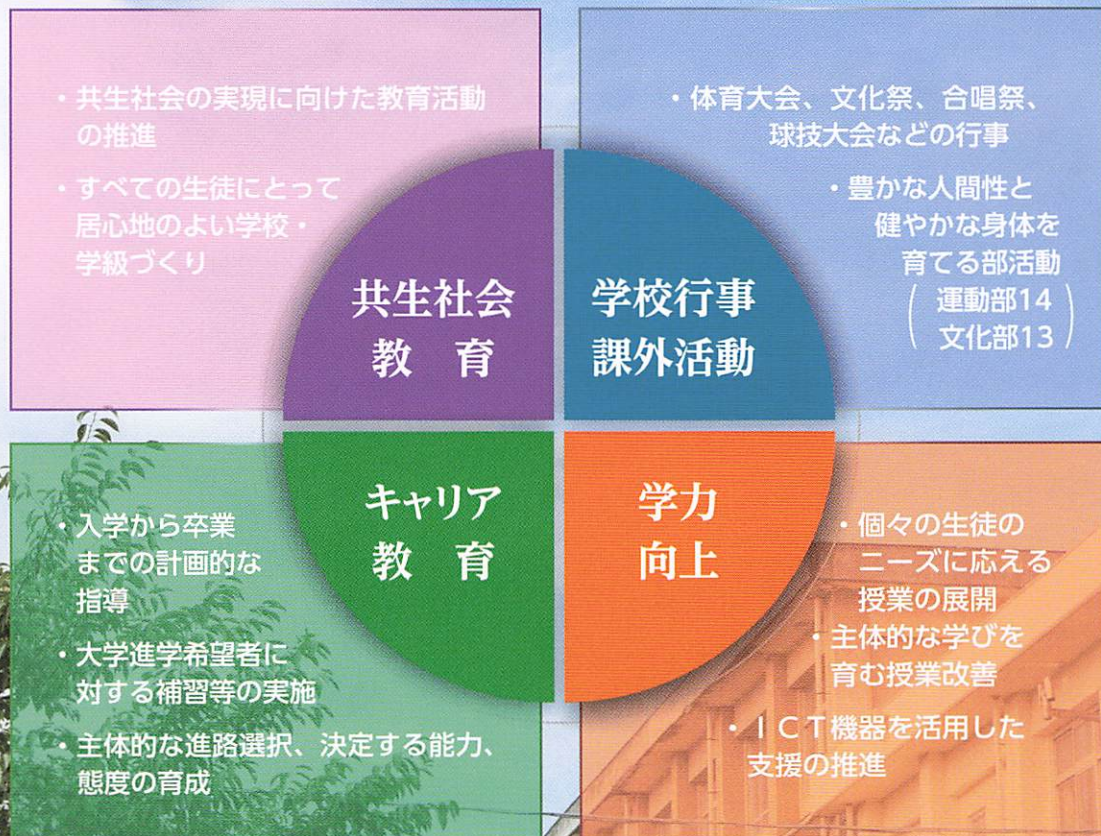 ・共生社会の実現に向けた教育活動
の推進
・すべての生徒にとって
居心地のよい学校・
学級づくり
共生社会
教　育
・体育大会、文化祭、合唱祭、
球技大会などの行事
・豊かな人間性と
健やかな身体を
育てる部活動
（運動部14
文化部13）
学校行事
課外活動
キャリア
教　育
・入学から卒業
までの計画的な
指導
・大学進学希望者に
対する補習等の実施
・主体的な進路選択、決定する能力、
態度の育成
学力
向上
・個々の生徒の
ニーズに応える
授業の展開
・主体的な学びを
育む授業改善
・ＩＣＴ機器を活用した
支援の推進